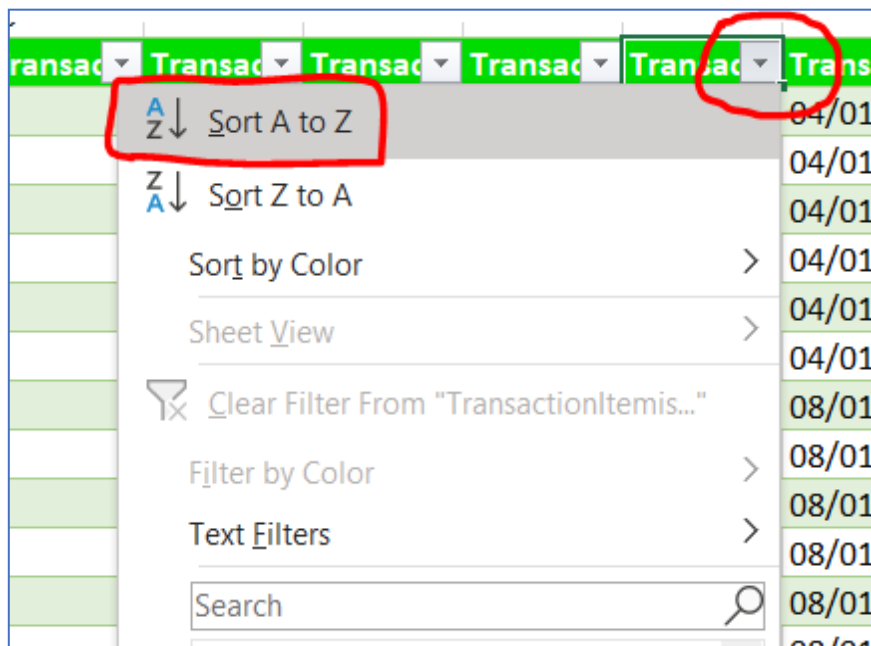 ransac Transac Transac Transac Transac Trans
Sort A to Z
Sort Z to A
Sort by Color
Sheet View
Clear Filter From "TransactionItemis..."
Filter by Color
Text Filters
Search
04/01
04/01
04/01
04/01
04/01
04/01
08/01
08/01
08/01
08/01
08/01